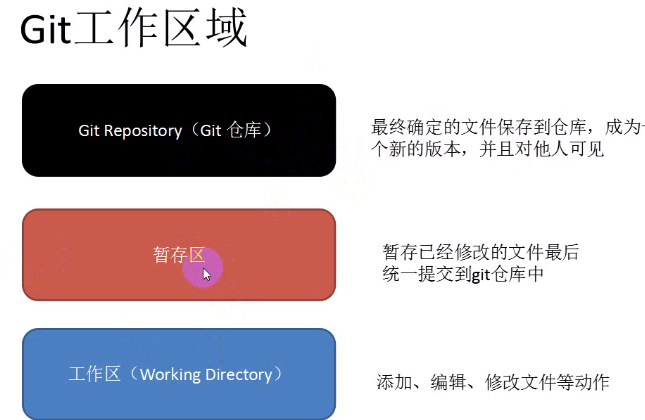 Git工作区域
Git Repository（Git 仓库）
最终确定的文件保存到仓库，成为一
个新的版本，并且对他人可见
暂存区
暂存已经修改的文件最后
统一提交到git仓库中
工作区（Working Directory）
添加、编辑、修改文件等动作